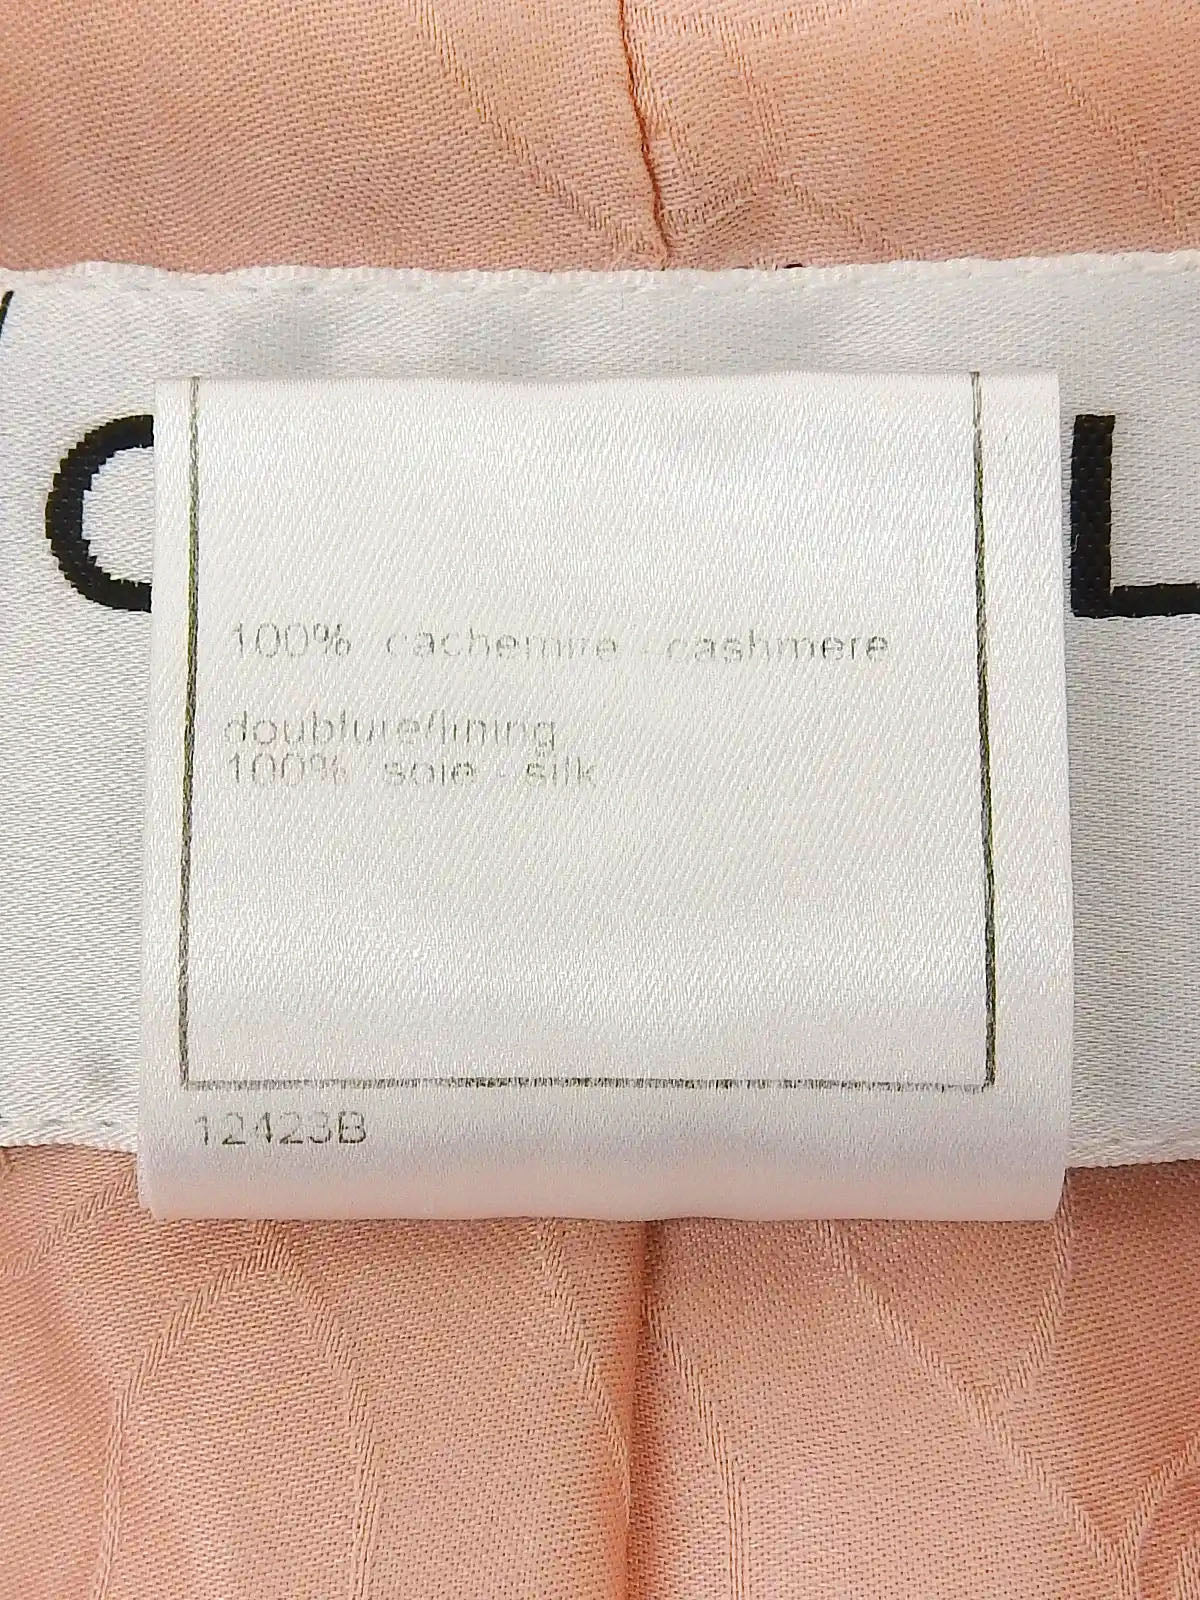 C L
100% cachemire - cashmere
doublure/lining
100% soie - silk
12423B